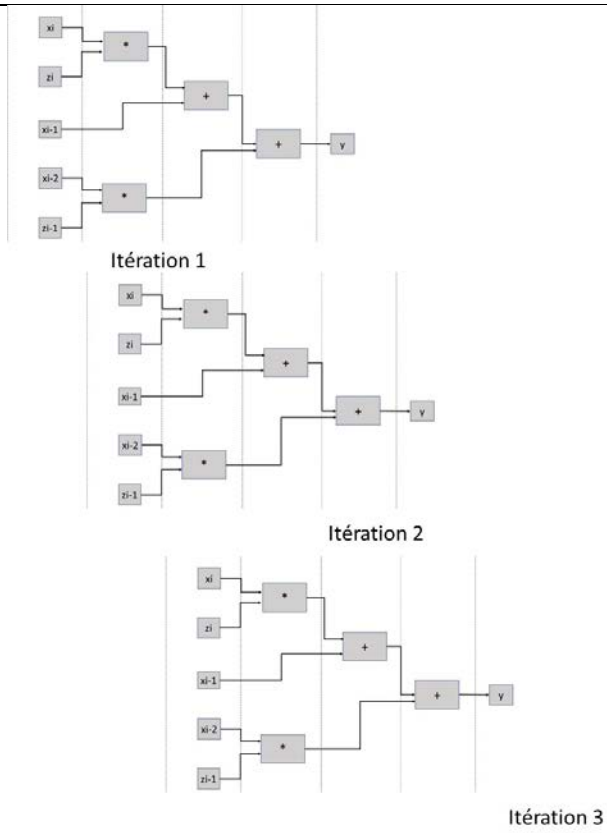 xi
*
zi
+
xi-1
+
y
xi-2
*
zi-1
Itération 1
xi
*
zi
+
xi-1
+
y
xi-2
*
zi-1
Itération 2
xi
*
zi
+
xi-1
+
y
xi-2
*
zi-1
Itération 3